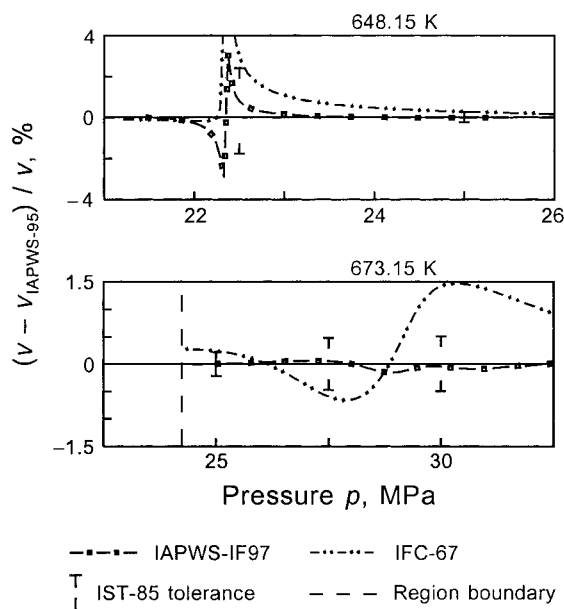 648.15 K
4
0
−4
22
24
26
673.15 K
1.5
0
−1.5
25
30
(v − vIAPWS-95) / v, %
Pressure p, MPa
IAPWS-IF97
IFC-67
IST-85 tolerance
Region boundary